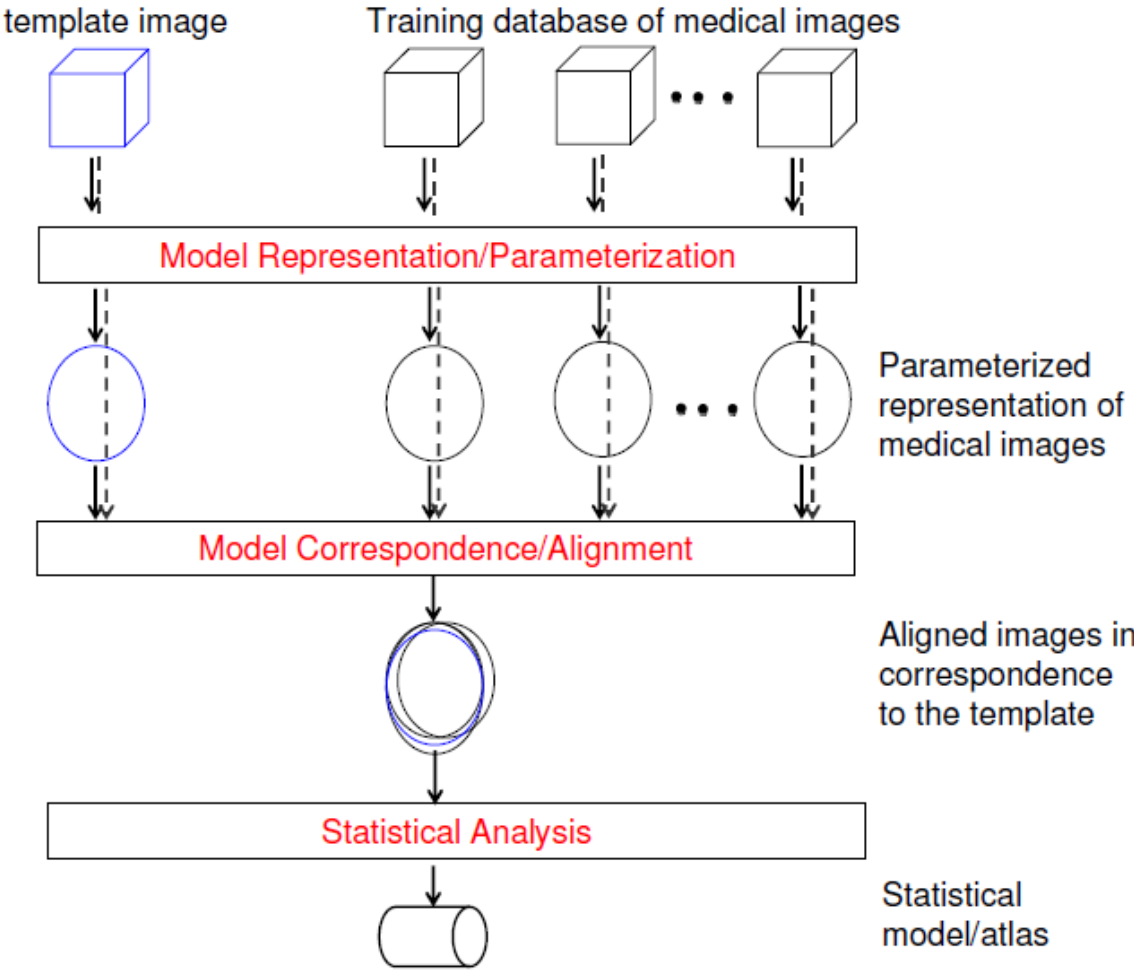 template image
Training database of medical images
Model Representation/Parameterization
Parameterized
representation of
medical images
Model Correspondence/Alignment
Aligned images in
correspondence
to the template
Statistical Analysis
Statistical
model/atlas